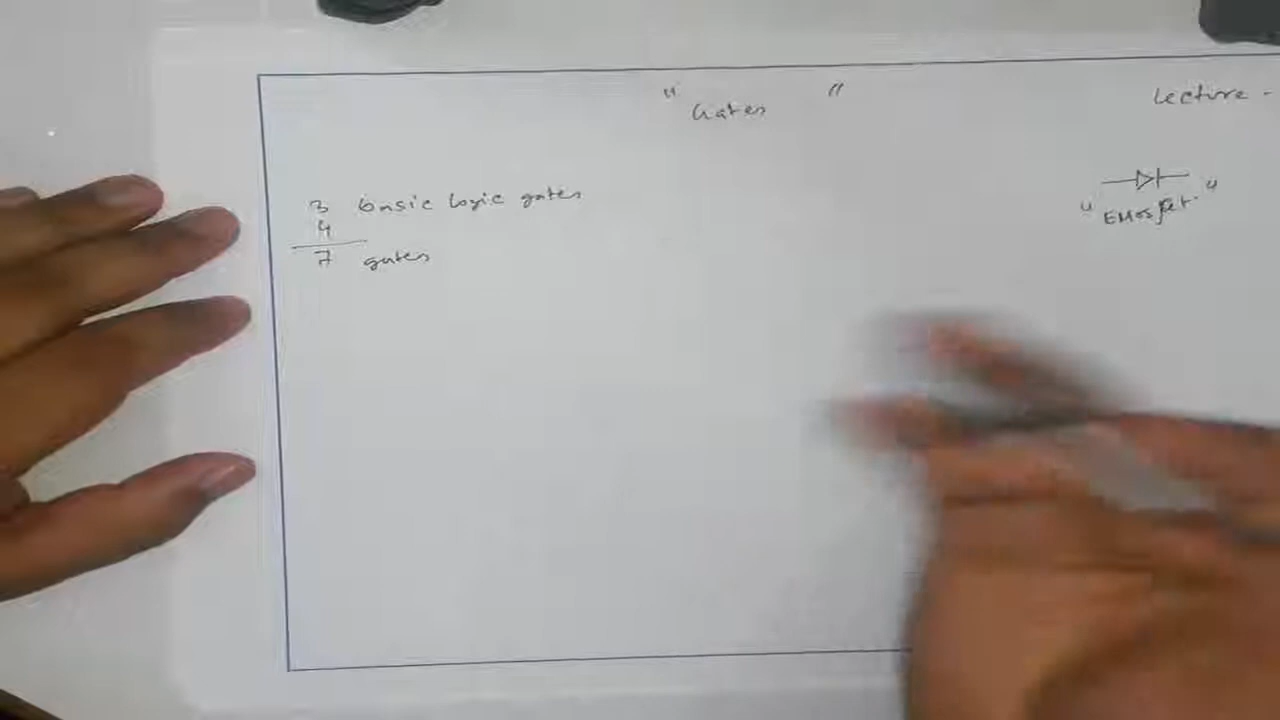 " Gates "
Lecture -
3 basic logic gates
4
7 gates
" EMosfet "